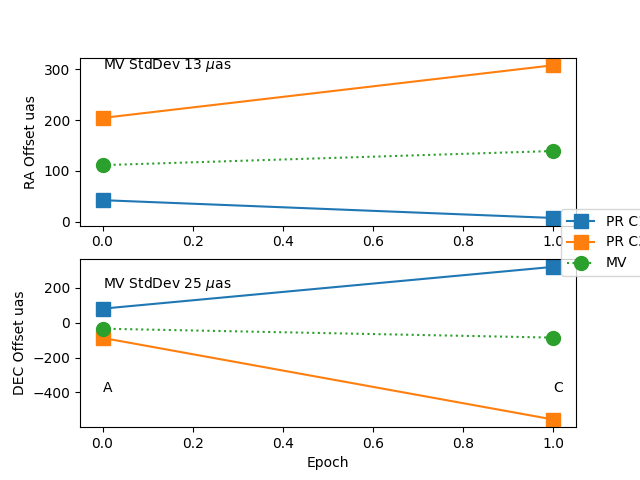 MV StdDev 13 μas
RA Offset uas
300
200
100
0
0.0 0.2 0.4 0.6 0.8 1.0
PR C
PR C
MV
MV StdDev 25 μas
DEC Offset uas
200
0
−200
−400
A
C
0.0 0.2 0.4 0.6 0.8 1.0
Epoch